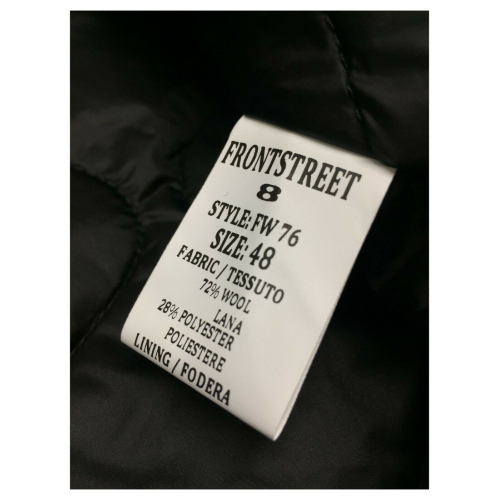 FRONTSTREET
8
STYLE: FW 76
SIZE: 48
FABRIC / TESSUTO
72% WOOL
LANA
28% POLYESTER
POLIESTERE
LINING / FODERA